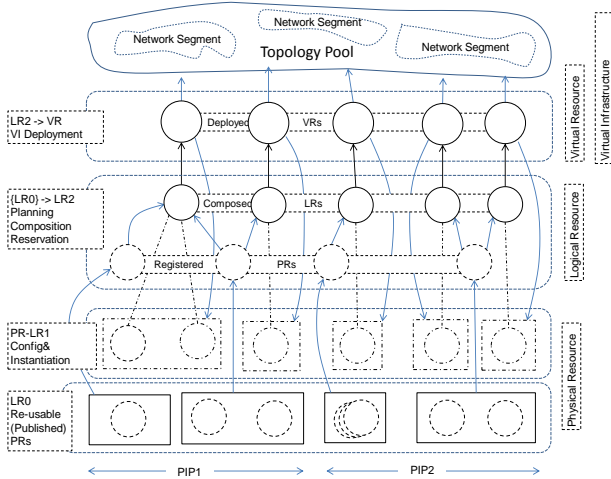 Network Segment
Network Segment
Network Segment
Topology Pool
LR2 -> VR
VI Deployment
Deployed
VRs
Virtual Resource
Virtual Infrastructure
{LR0} -> LR2
Planning
Composition
Reservation
Composed
LRs
Registered
PRs
Logical Resource
PR-LR1
Config&
Instantiation
LR0
Re-usable
(Published)
PRs
Physical Resource
PIP1
PIP2